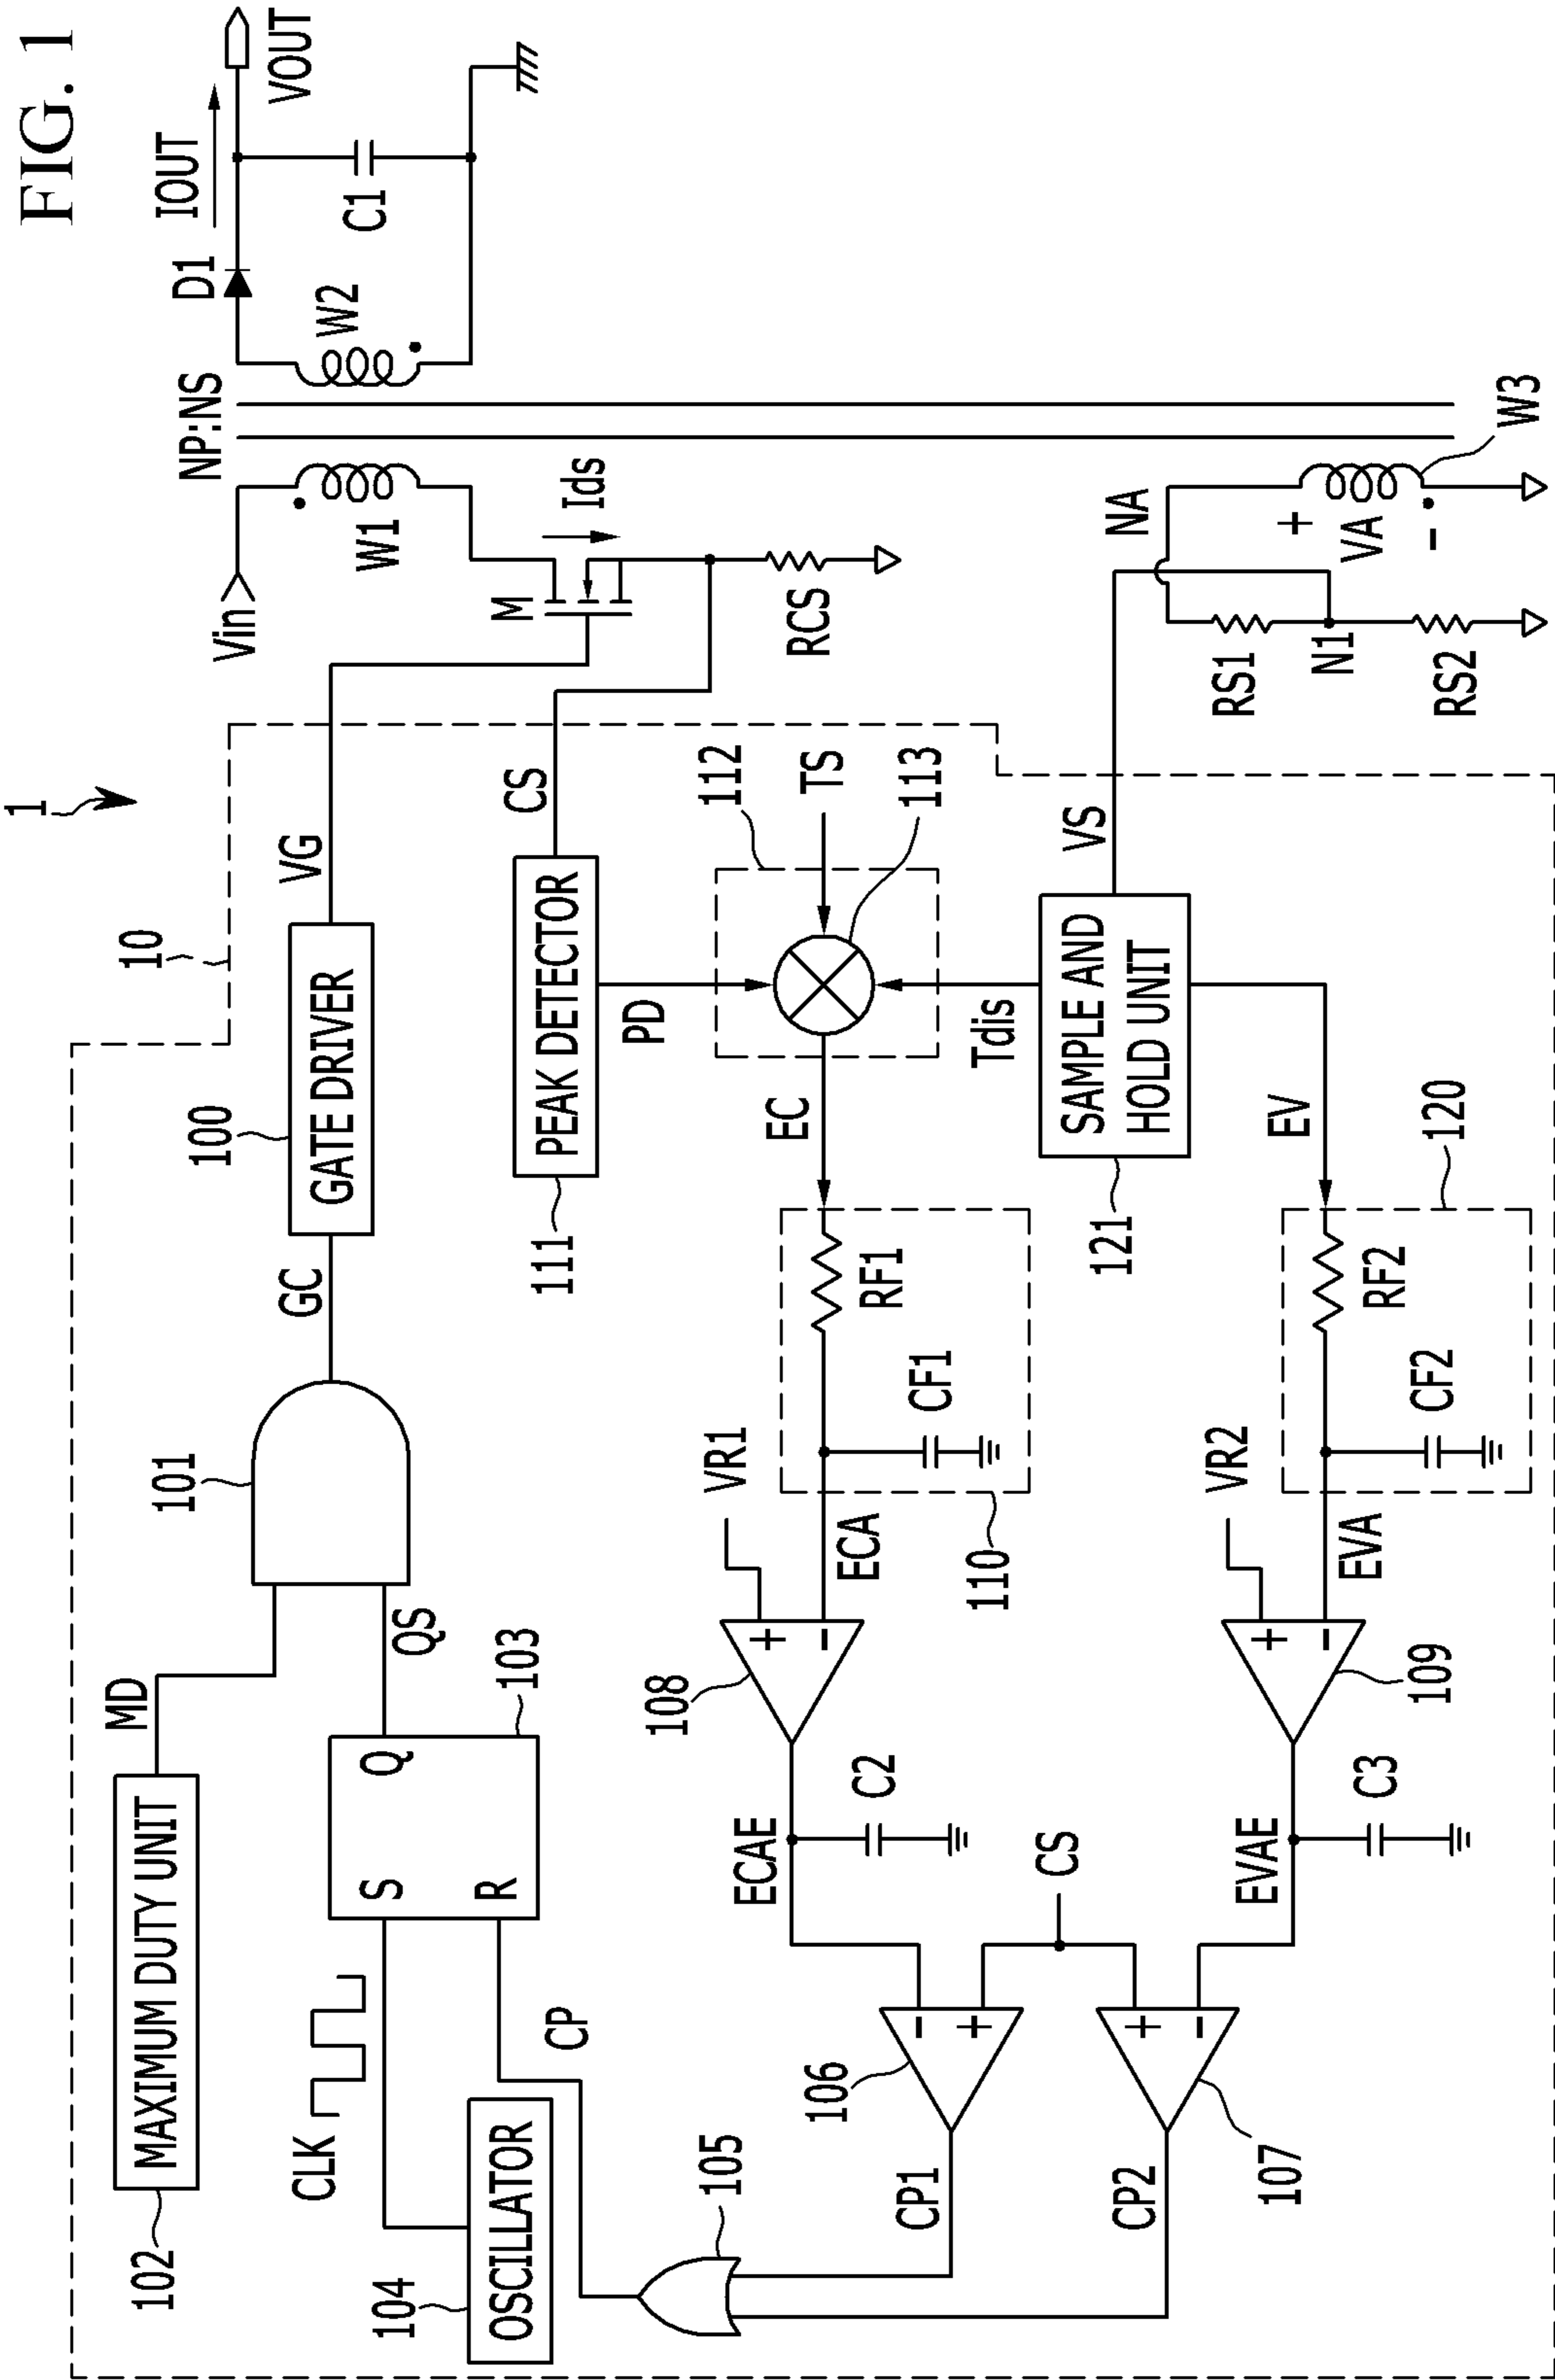 FIG. 1
1
10
Vin
NP:NS
W1
W2
D1
IOUT
VOUT
C1
M
Ids
RCS
NA
VA
+
-
W3
RS1
N1
RS2
MAXIMUM DUTY UNIT
102
MD
101
GC
GATE DRIVER
100
VG
CLK
OSCILLATOR
104
S
Q
R
103
QS
CP
105
PEAK DETECTOR
111
CS
PD
112
TS
113
Tdis
EC
SAMPLE AND
HOLD UNIT
121
VS
EV
RF1
CF1
110
ECA
VR1
+
-
108
ECAE
C2
CS
-
+
106
CP1
+
-
107
CP2
120
RF2
CF2
EVA
VR2
+
-
109
EVAE
C3